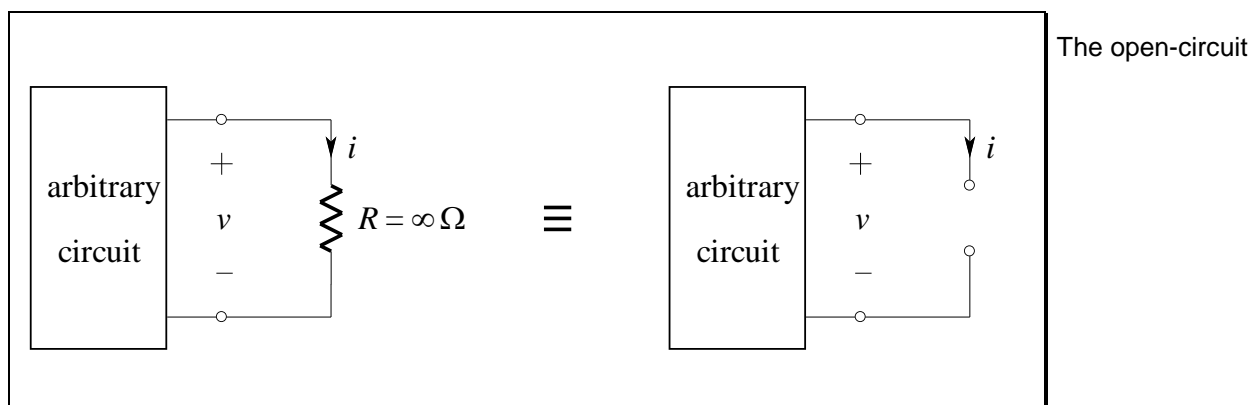 The open-circuit
arbitrary
circuit
+
v
−
i
R = ∞ Ω
≡
arbitrary
circuit
+
v
−
i